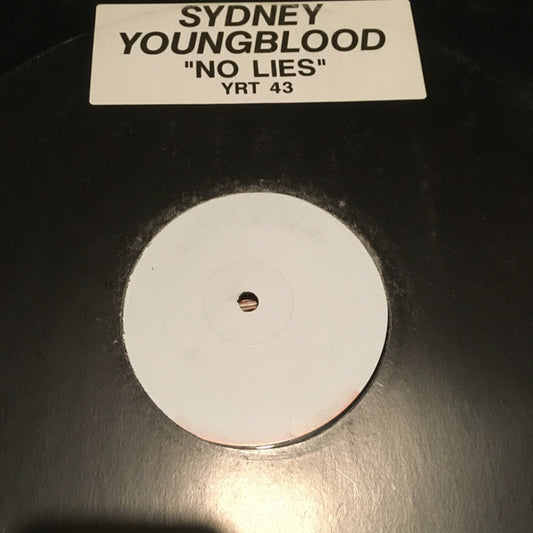 SYDNEY
YOUNGBLOOD
"NO LIES"
YRT 43